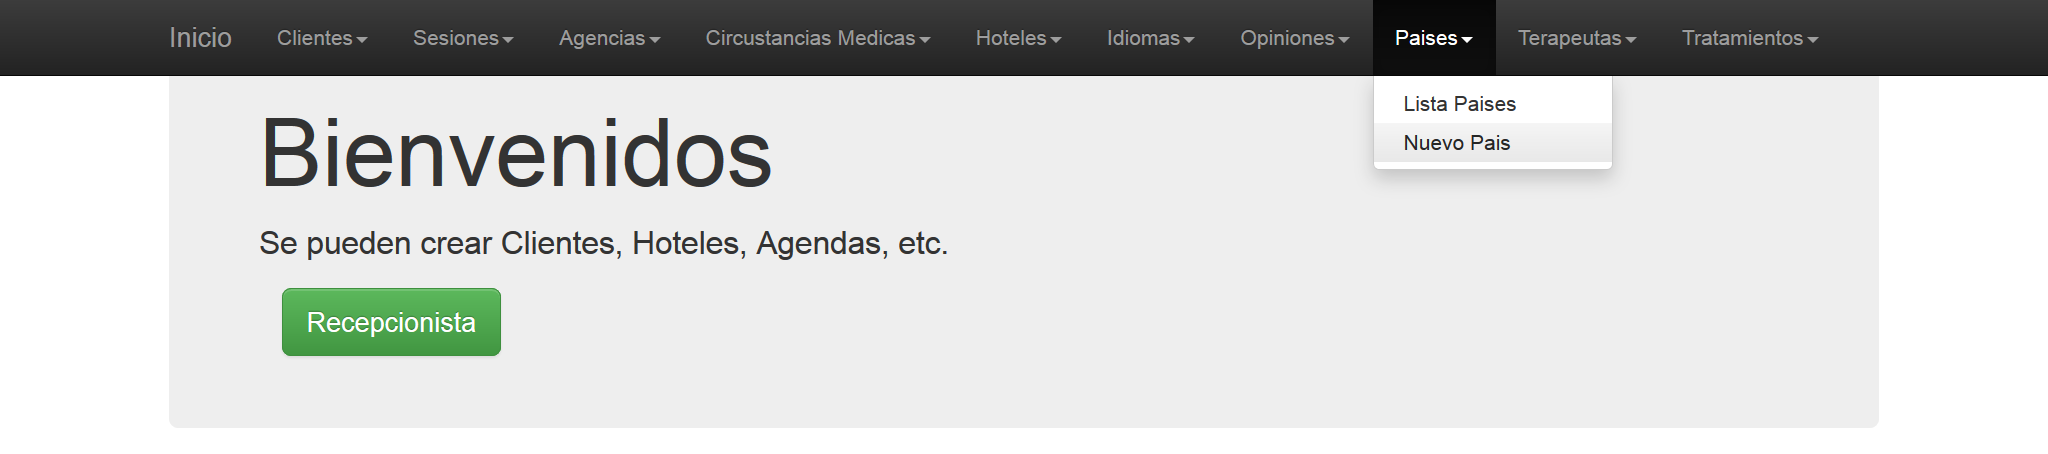 Inicio Clientes Sesiones Agencias Circustancias Medicas Hoteles Idiomas Opiniones Paises Terapeutas Tratamientos
Lista Paises
Nuevo Pais
Bienvenidos
Se pueden crear Clientes, Hoteles, Agendas, etc.
Recepcionista